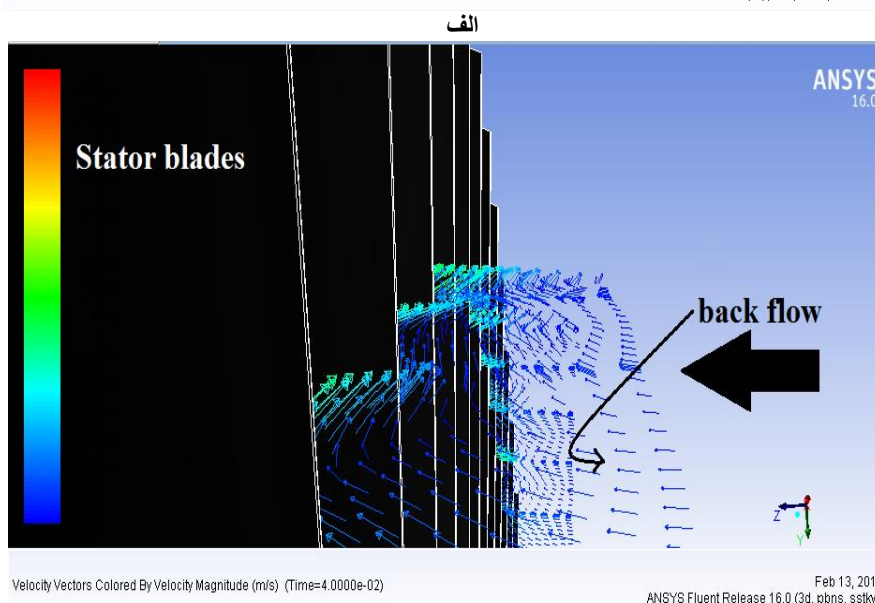 الف
ANSYS
16.0
Stator blades
back flow
Z
Y
Velocity Vectors Colored By Velocity Magnitude (m/s) (Time=4.0000e-02)
Feb 13, 201
ANSYS Fluent Release 16.0 (3d, pbns, sstkw